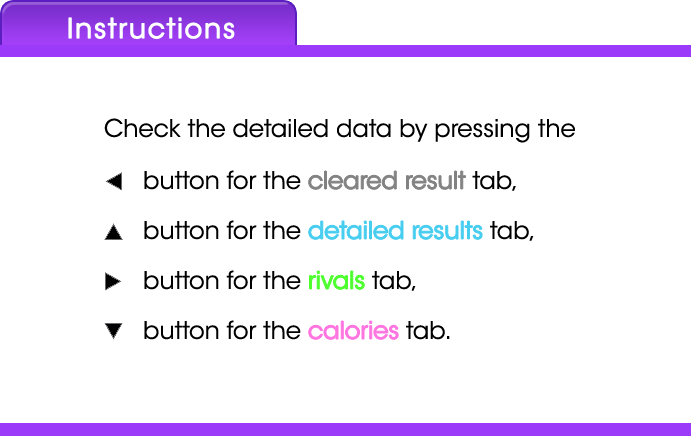 Instructions
Check the detailed data by pressing the
◀ button for the cleared result tab,
▲ button for the detailed results tab,
▶ button for the rivals tab,
▼ button for the calories tab.